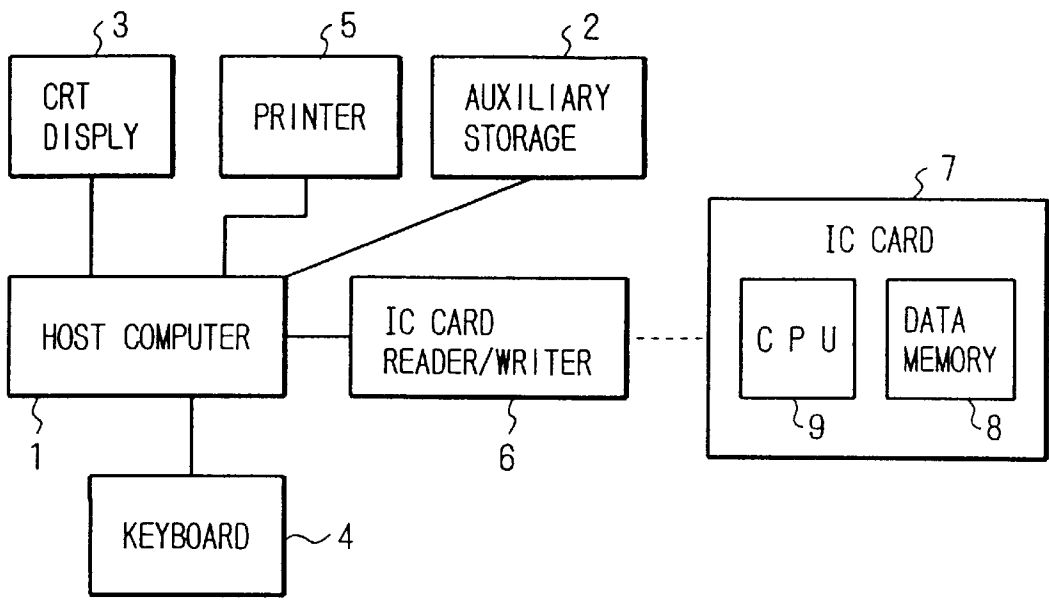 3
5
2
CRT
DISPLY
PRINTER
AUXILIARY
STORAGE
7
IC CARD
HOST COMPUTER
IC CARD
READER/WRITER
C P U
DATA
MEMORY
1
6
9
8
KEYBOARD
4